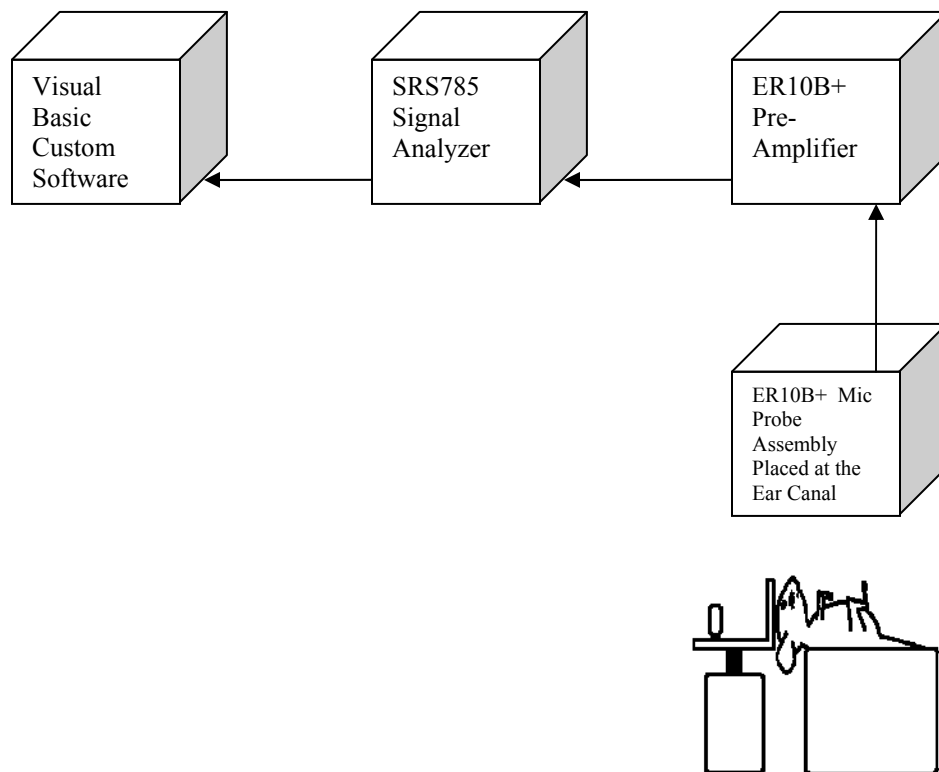 Visual
Basic
Custom
Software
SRS785
Signal
Analyzer
ER10B+
Pre-
Amplifier
ER10B+ Mic
Probe
Assembly
Placed at the
Ear Canal